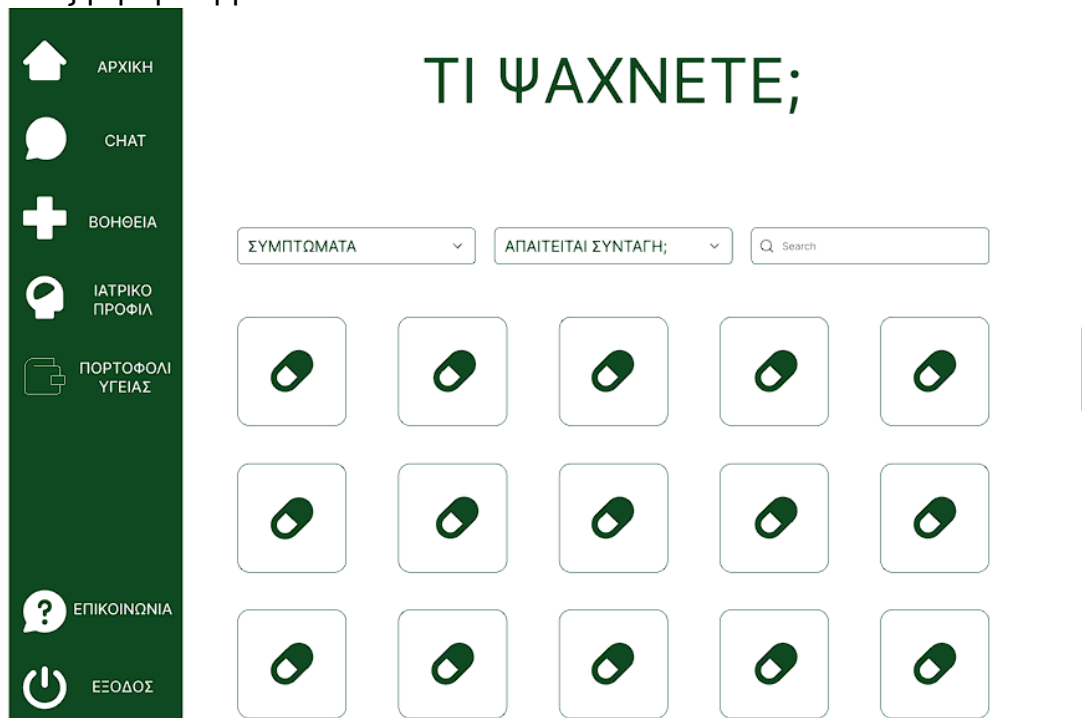 ΑΡΧΙΚΗ
CHAT
ΒΟΗΘΕΙΑ
ΙΑΤΡΙΚΟ
ΠΡΟΦΙΛ
ΠΟΡΤΟΦΟΛΙ
ΥΓΕΙΑΣ
ΕΠΙΚΟΙΝΩΝΙΑ
ΕΞΟΔΟΣ
ΤΙ ΨΑΧΝΕΤΕ;
ΣΥΜΠΤΩΜΑΤΑ
ΑΠΑΙΤΕΙΤΑΙ ΣΥΝΤΑΓΗ;
Search